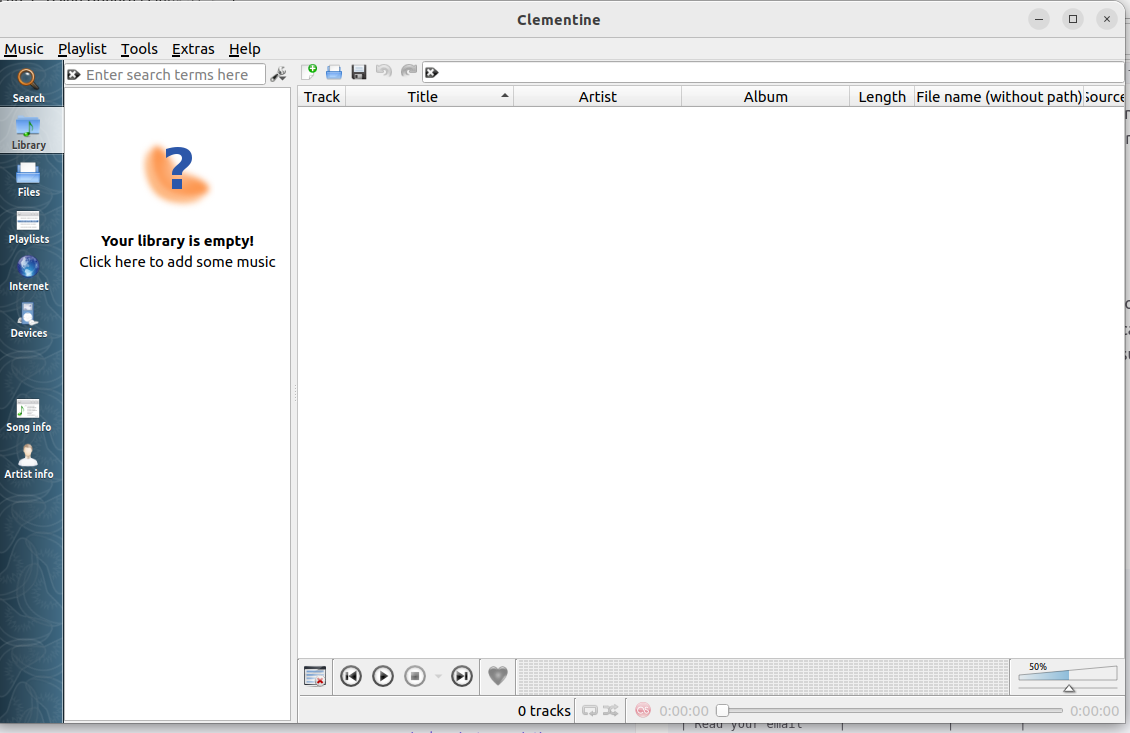 Clementine
Music Playlist Tools Extras Help
Search
Library
Files
Playlists
Internet
Devices
Song info
Artist info
Enter search terms here
Your library is empty!
Click here to add some music
Track Title Artist Album Length File name (without path) Source
50%
0 tracks 0:00:00 0:00:00
Read your email